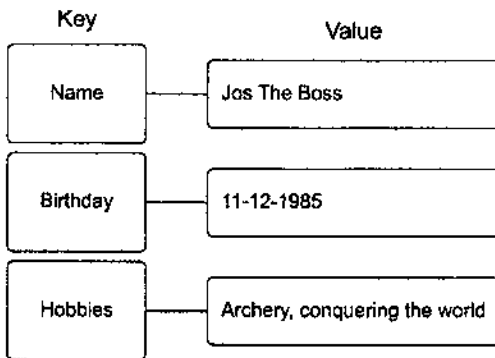 Key Value
Name Jos The Boss
Birthday 11-12-1985
Hobbies Archery, conquering the world